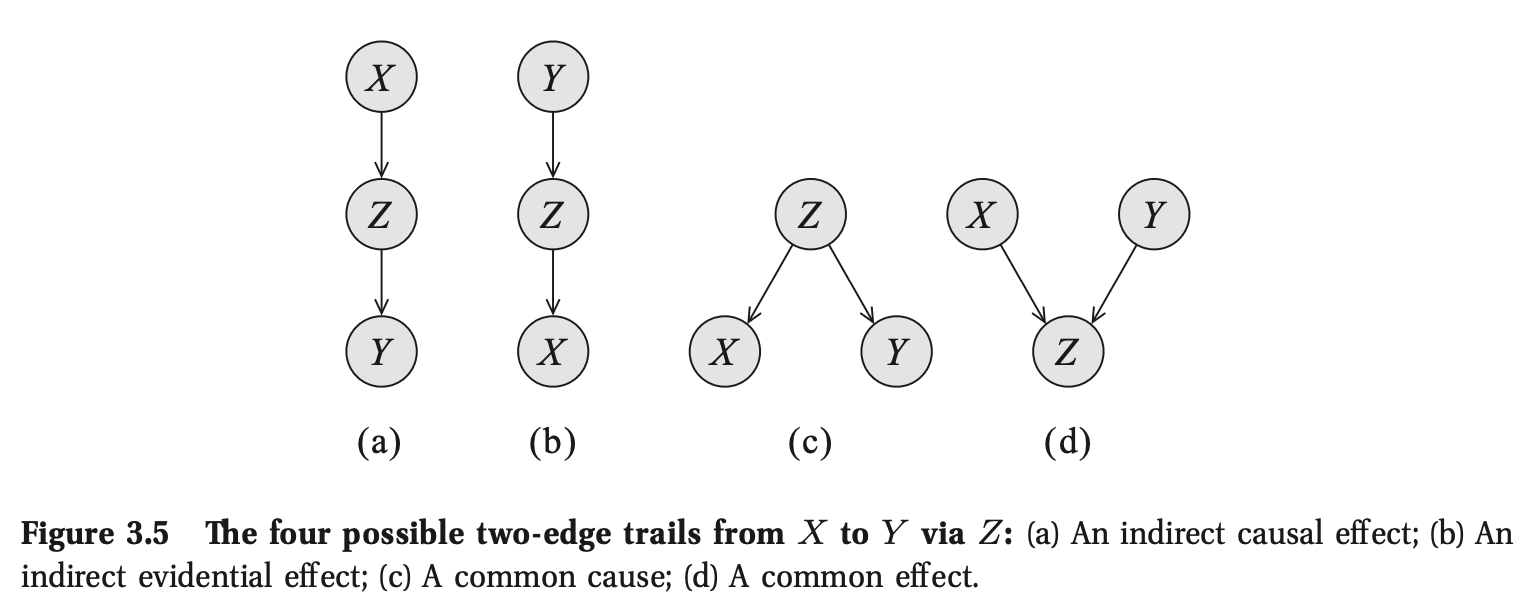 X
Z
Y
(a)
Y
Z
X
(b)
Z
X
Y
(c)
X
Y
Z
(d)
Figure 3.5 The four possible two-edge trails from X to Y via Z: (a) An indirect causal effect; (b) An
indirect evidential effect; (c) A common cause; (d) A common effect.